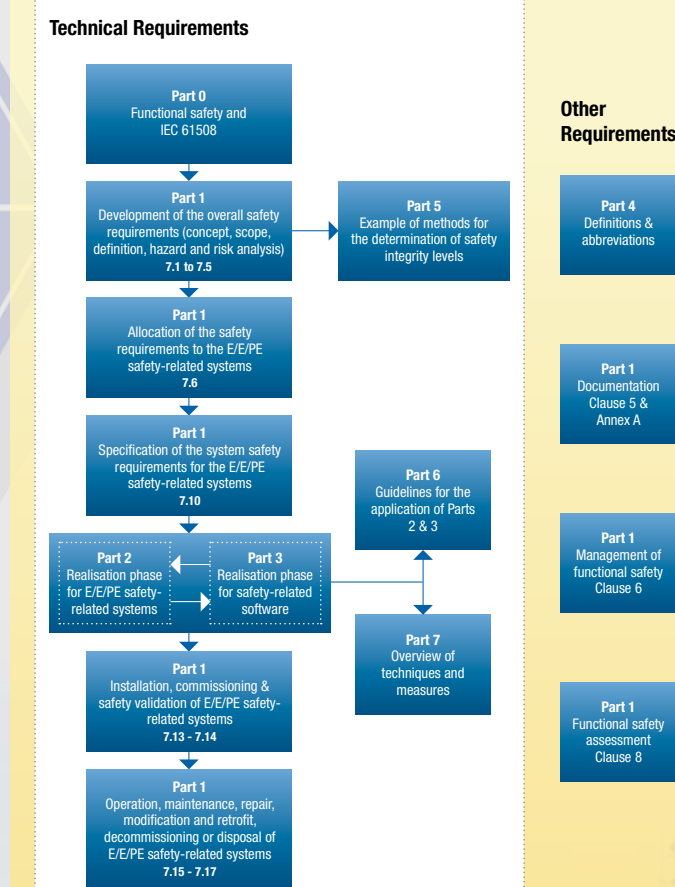 Technical Requirements
Part 0
Functional safety and
IEC 61508
Part 1
Development of the overall safety
requirements (concept, scope,
definition, hazard and risk analysis)
7.1 to 7.5
Part 5
Example of methods for
the determination of safety
integrity levels
Part 1
Allocation of the safety
requirements to the E/E/PE
safety-related systems
7.6
Part 1
Specification of the system safety
requirements for the E/E/PE
safety-related systems
7.10
Part 6
Guidelines for the
application of Parts
2 & 3
Part 2
Realisation phase
for E/E/PE safety-
related systems
Part 3
Realisation phase
for safety-related
software
Part 7
Overview of
techniques and
measures
Part 1
Installation, commissioning &
safety validation of E/E/PE safety-
related systems
7.13 - 7.14
Part 1
Operation, maintenance, repair,
modification and retrofit,
decommissioning or disposal of
E/E/PE safety-related systems
7.15 - 7.17
Other
Requirements
Part 4
Definitions &
abbreviations
Part 1
Documentation
Clause 5 &
Annex A
Part 1
Management of
functional safety
Clause 6
Part 1
Functional safety
assessment
Clause 8